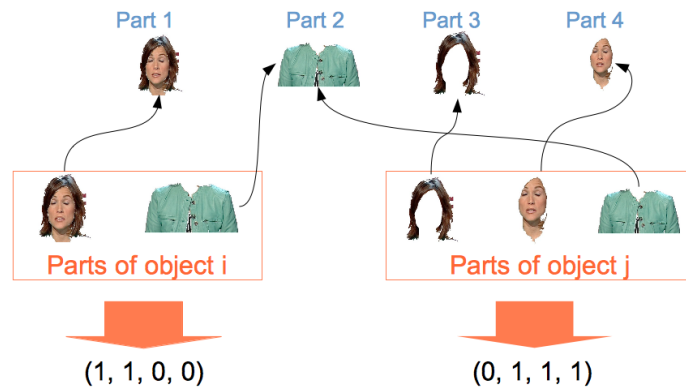 Part 1 Part 2 Part 3 Part 4
Parts of object i Parts of object j
(1, 1, 0, 0) (0, 1, 1, 1)